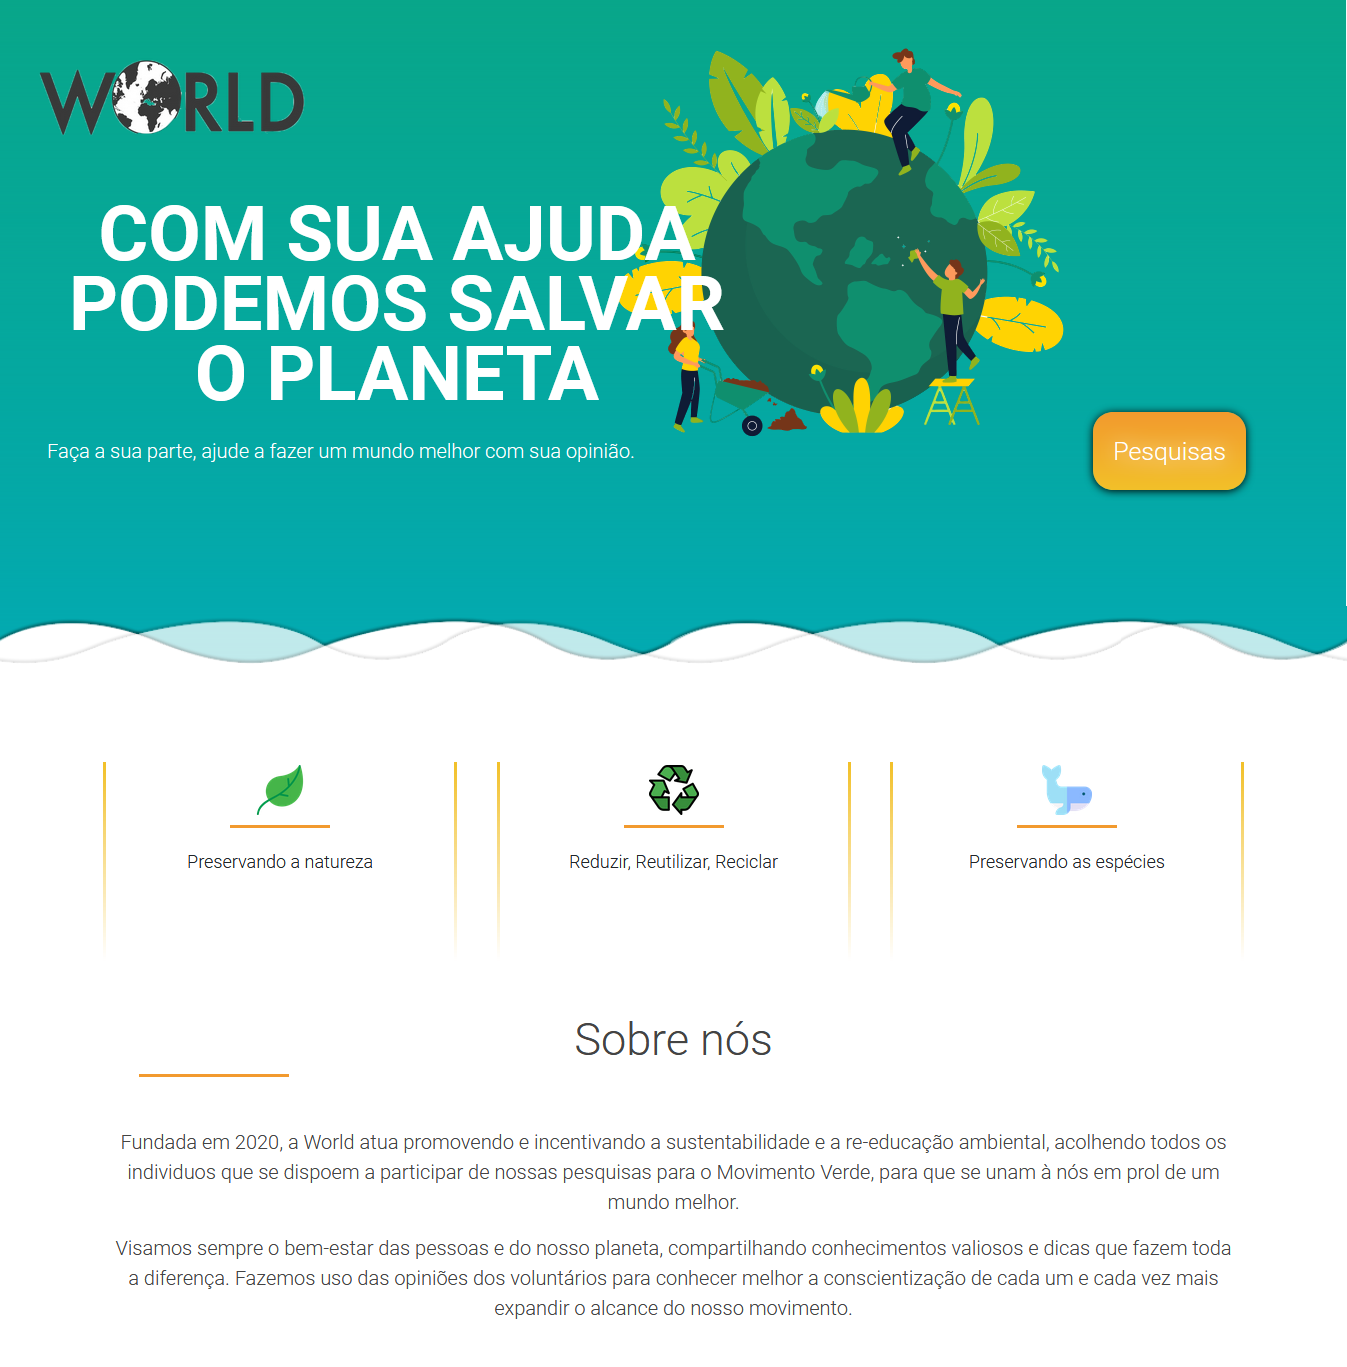 WORLD
COM SUA AJUDA
PODEMOS SALVAR
O PLANETA
Faça a sua parte, ajude a fazer um mundo melhor com sua opinião.
Pesquisas
Preservando a natureza
Reduzir, Reutilizar, Reciclar
Preservando as espécies
Sobre nós
Fundada em 2020, a World atua promovendo e incentivando a sustentabilidade e a re-educação ambiental, acolhendo todos os
individuos que se dispoem a participar de nossas pesquisas para o Movimento Verde, para que se unam à nós em prol de um
mundo melhor.
Visamos sempre o bem-estar das pessoas e do nosso planeta, compartilhando conhecimentos valiosos e dicas que fazem toda
a diferença. Fazemos uso das opiniões dos voluntários para conhecer melhor a conscientização de cada um e cada vez mais
expandir o alcance do nosso movimento.